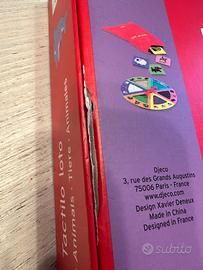 Tactilo loto
Animals · Tiere · Animales
Djeco
3, rue des Grands Augustins
75006 Paris - France
www.djeco.com
Design Xavier Deneux
Made in China
Designed in France
subito